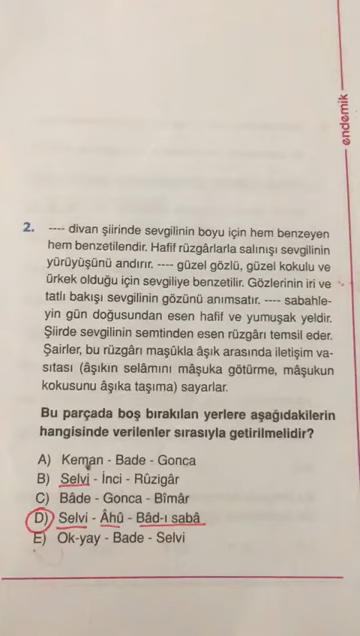 endemik
2. ---- divan şiirinde sevgilinin boyu için hem benzeyen
hem benzetilendir. Hafif rüzgârlarla salınışı sevgilinin
yürüyüşünü andırır. ---- güzel gözlü, güzel kokulu ve
ürkek olduğu için sevgiliye benzetilir. Gözlerinin iri ve
tatlı bakışı sevgilinin gözünü anımsatır. ---- sabahle-
yin gün doğusundan esen hafif ve yumuşak yeldir.
Şiirde sevgilinin semtinden esen rüzgârı temsil eder.
Şairler, bu rüzgârı maşûkla âşık arasında iletişim va-
sıtası (âşıkın selâmını mâşuka götürme, mâşukun
kokusunu âşıka taşıma) sayarlar.
Bu parçada boş bırakılan yerlere aşağıdakilerin
hangisinde verilenler sırasıyla getirilmelidir?
A) Keman - Bade - Gonca
B) Selvi - İnci - Rûzigâr
C) Bâde - Gonca - Bîmâr
D) Selvi - Âhû - Bâd-ı sabâ
E) Ok-yay - Bade - Selvi